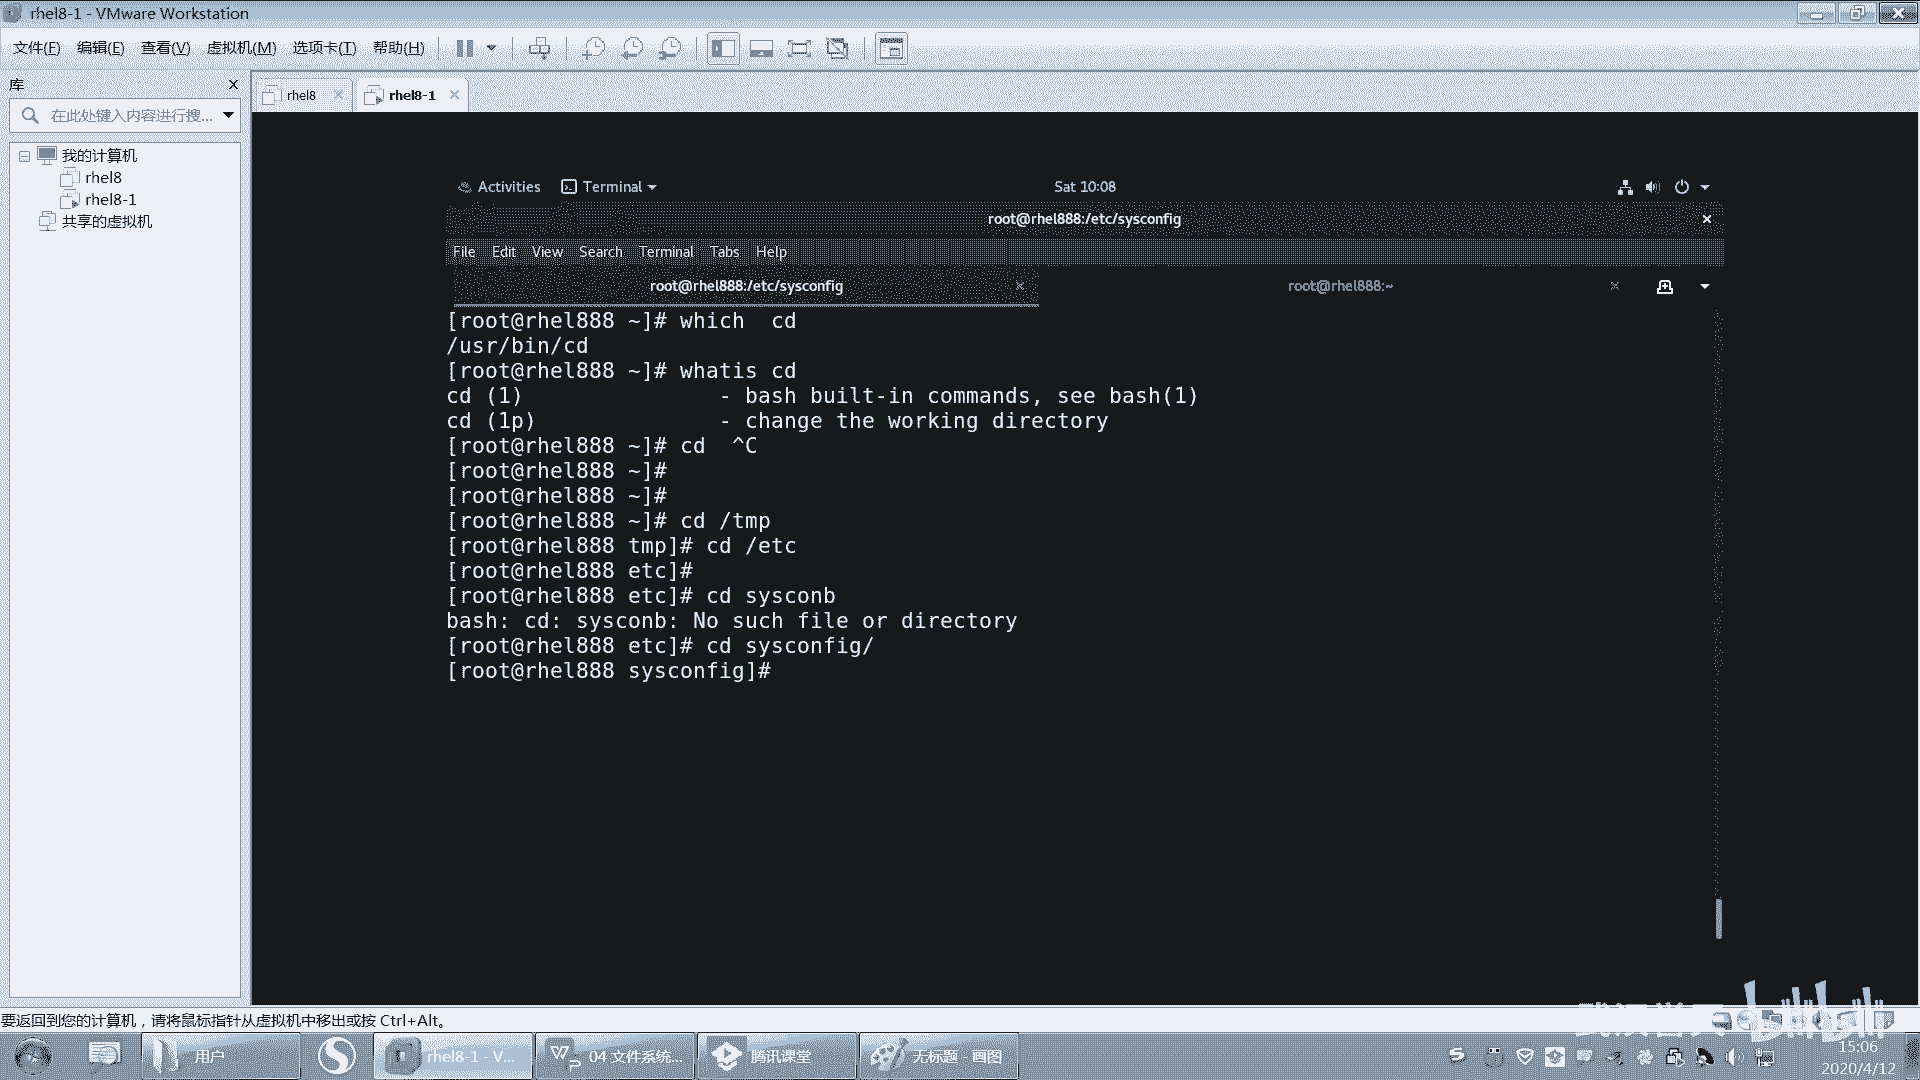 rhel8-1 - VMware Workstation
文件(F) 编辑(E) 查看(V) 虚拟机(M) 选项卡(T) 帮助(H)
库
在此处键入内容进行搜...
我的计算机
rhel8
rhel8-1
共享的虚拟机
rhel8
rhel8-1
Activities Terminal Sat 10:08
root@rhel888:/etc/sysconfig
File Edit View Search Terminal Tabs Help
root@rhel888:/etc/sysconfig root@rhel888:~
[root@rhel888 ~]# which  cd
/usr/bin/cd
[root@rhel888 ~]# whatis cd
cd (1)               - bash built-in commands, see bash(1)
cd (1p)              - change the working directory
[root@rhel888 ~]# cd  ^C
[root@rhel888 ~]#
[root@rhel888 ~]#
[root@rhel888 ~]# cd /tmp
[root@rhel888 tmp]# cd /etc
[root@rhel888 etc]#
[root@rhel888 etc]# cd sysconb
bash: cd: sysconb: No such file or directory
[root@rhel888 etc]# cd sysconfig/
[root@rhel888 sysconfig]#
要返回到您的计算机，请将鼠标指针从虚拟机中移出或按 Ctrl+Alt。
bilibili
用户 rhel8-1 - V... 04 文件系统... 腾讯课堂 无标题 - 画图
15:06
2020/4/12